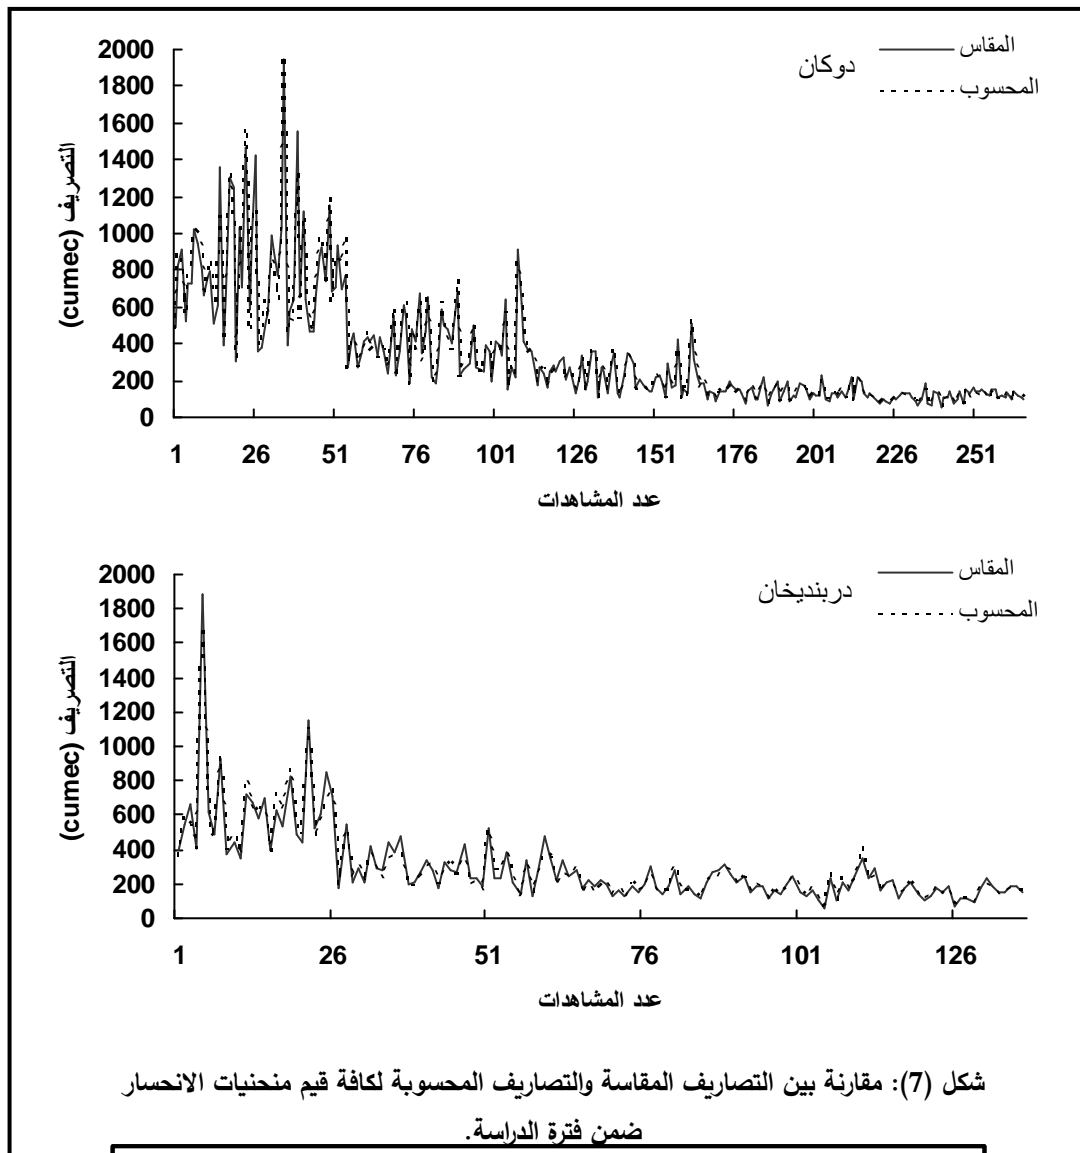 المقاس
المحسوب
دوكان
التصريف (cumec)
2000
1800
1600
1400
1200
1000
800
600
400
200
0
1 26 51 76 101 126 151 176 201 226 251
عدد المشاهدات
المقاس
المحسوب
دربنديخان
التصريف (cumec)
2000
1800
1600
1400
1200
1000
800
600
400
200
0
1 26 51 76 101 126
عدد المشاهدات
شكل (7): مقارنة بين التصاريف المقاسة والتصاريف المحسوبة لكافة قيم منحنيات الانحسار
ضمن فترة الدراسة.